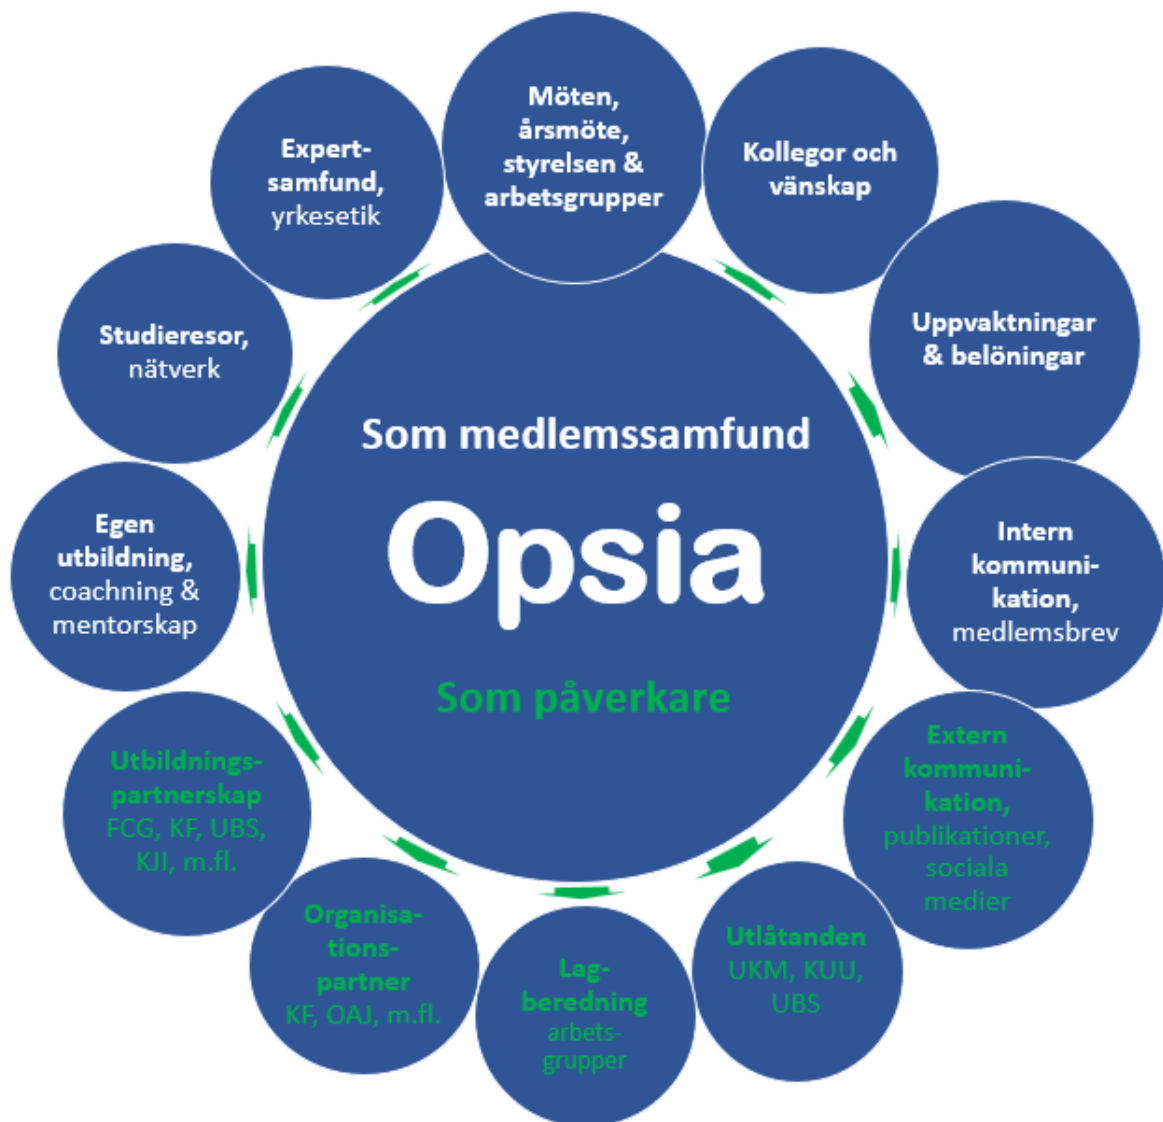 Möten,
årsmöte,
styrelsen &
arbetsgrupper
Kollegor och
vänskap
Uppvaktningar
& belöningar
Intern
kommuni-
kation,
medlemsbrev
Extern
kommuni-
kation,
publikationer,
sociala
medier
Utlåtanden
UKM, KUU,
UBS
Lag-
beredning
arbets-
grupper
Organisa-
tions-
partner
KF, OAJ, m.fl.
Utbildnings-
partnerskap
FCG, KF, UBS,
KJI, m.fl.
Egen
utbildning,
coachning &
mentorskap
Studieresor,
nätverk
Expert-
samfund,
yrkesetik
Som medlemssamfund
Opsia
Som påverkare